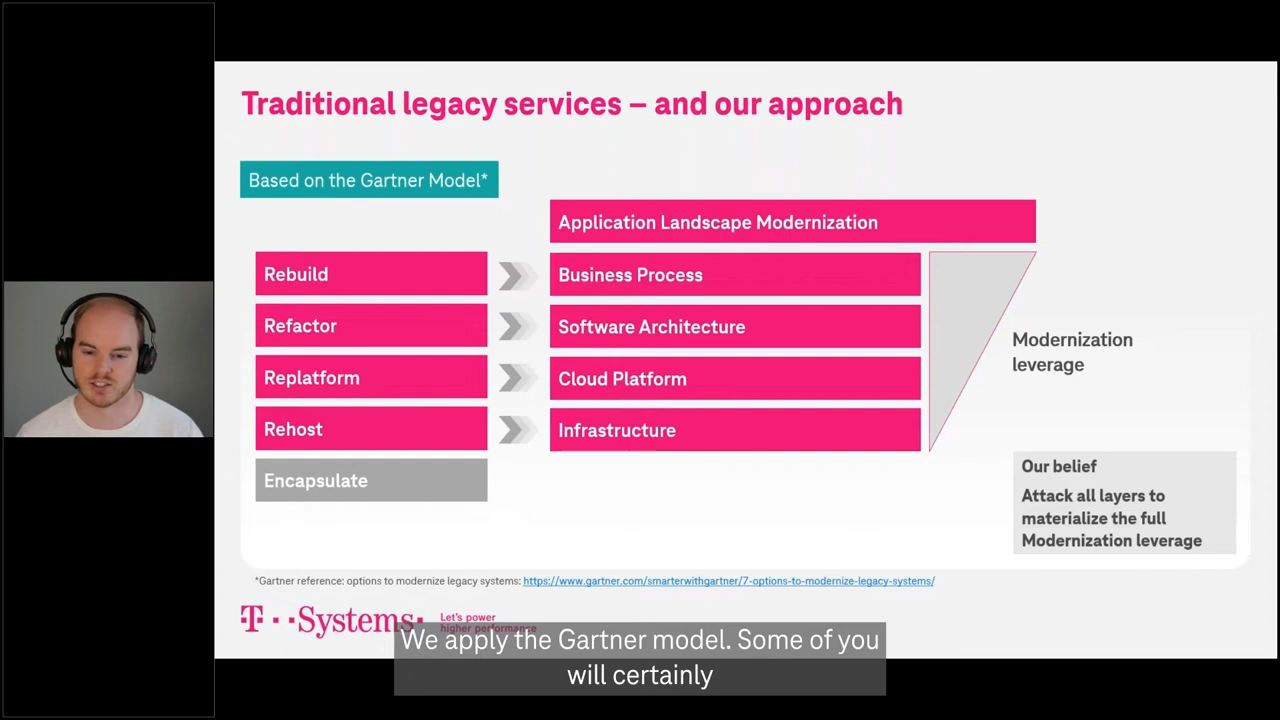 Traditional legacy services – and our approach
Based on the Gartner Model*
Application Landscape Modernization
Rebuild
Business Process
Refactor
Software Architecture
Replatform
Cloud Platform
Rehost
Infrastructure
Encapsulate
Modernization
leverage
Our belief
Attack all layers to
materialize the full
Modernization leverage
*Gartner reference: options to modernize legacy systems: https://www.gartner.com/smarterwithgartner/7-options-to-modernize-legacy-systems/
T Systems
Let's power
higher performance
We apply the Gartner model. Some of you
will certainly